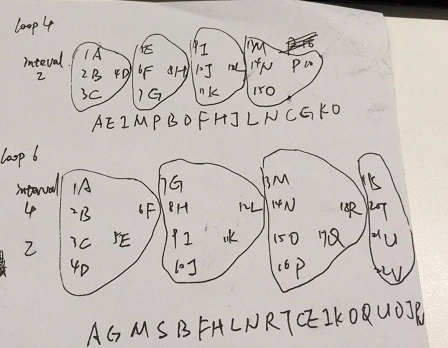 loop 4
1A 5E 9I 13M
interval 2B 4D 6F 8H 10J 12L 14N P16
2 3C 7G 11K 15O
AEIMPBDFHJLNCGKO
loop 6
interval 1A 7G 13M 19S
4 2B 6F 8H 12L 14N 18R 20T
2 3C 5E 9I 11K 15O 17Q 21U
4D 10J 16P 22V
AGMSBFHLNRTCEIKOQUDJPV